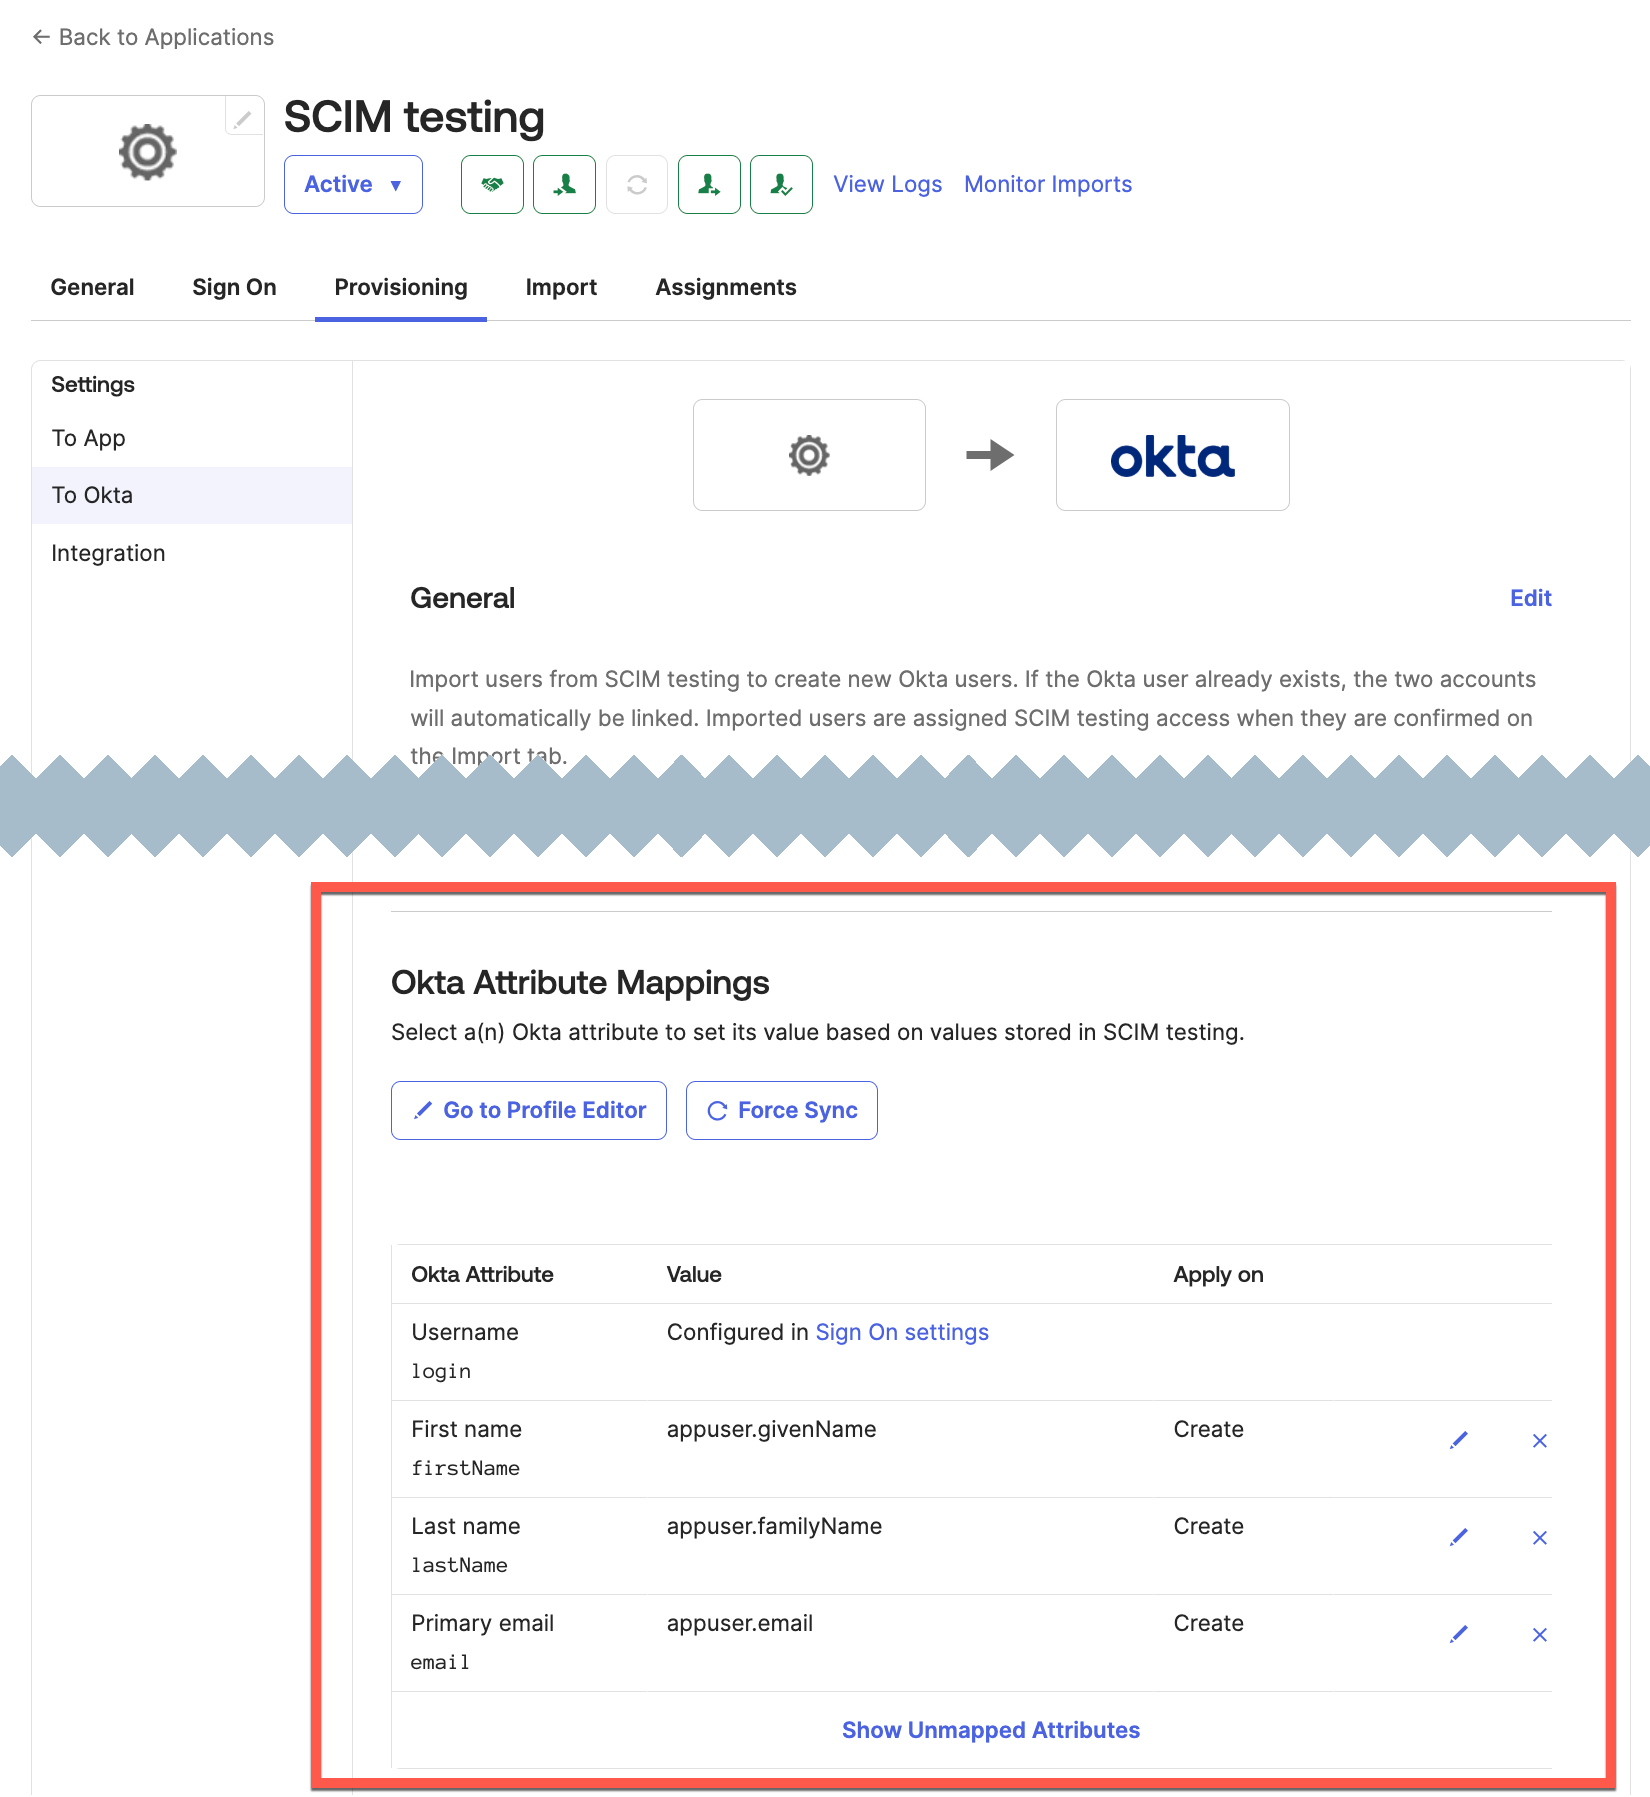 ← Back to Applications
SCIM testing
Active ▼
View Logs Monitor Imports
General Sign On Provisioning Import Assignments
Settings
To App
To Okta
Integration
okta
General Edit
Import users from SCIM testing to create new Okta users. If the Okta user already exists, the two accounts
will automatically be linked. Imported users are assigned SCIM testing access when they are confirmed on
the Import tab.
Okta Attribute Mappings
Select a(n) Okta attribute to set its value based on values stored in SCIM testing.
Go to Profile Editor Force Sync
Okta Attribute Value Apply on
Username Configured in Sign On settings
login
First name appuser.givenName Create
firstName
Last name appuser.familyName Create
lastName
Primary email appuser.email Create
email
Show Unmapped Attributes